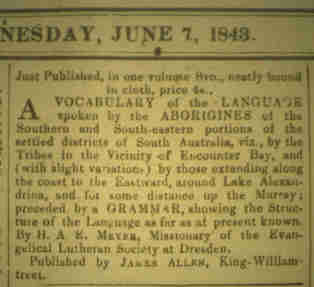 NESDAY, JUNE 7, 1843.
Just Published, in one volume 8vo., neatly bound
in cloth, price 4s.,
A VOCABULARY of the LANGUAGE
spoken by the ABORIGINES of the
Southern and South-eastern portions of the
settled districts of South Australia, viz., by the
Tribes in the Vicinity of Encounter Bay, and
(with slight variations) by those extending along
the coast to the Eastward, around Lake Alexan-
drina, and for some distance up the Murray;
preceded by a GRAMMAR, showing the Struc-
ture of the Language as far as at present known.
By H. A E. MEYER, Missionary of the Evan-
gelical Lutheran Society at Dresden.
Published by JAMES ALLEN, King-William-
street.